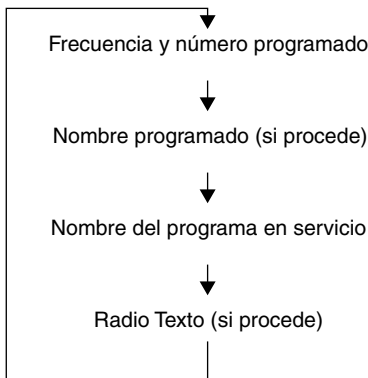 Frecuencia y número programado
Nombre programado (si procede)
Nombre del programa en servicio
Radio Texto (si procede)